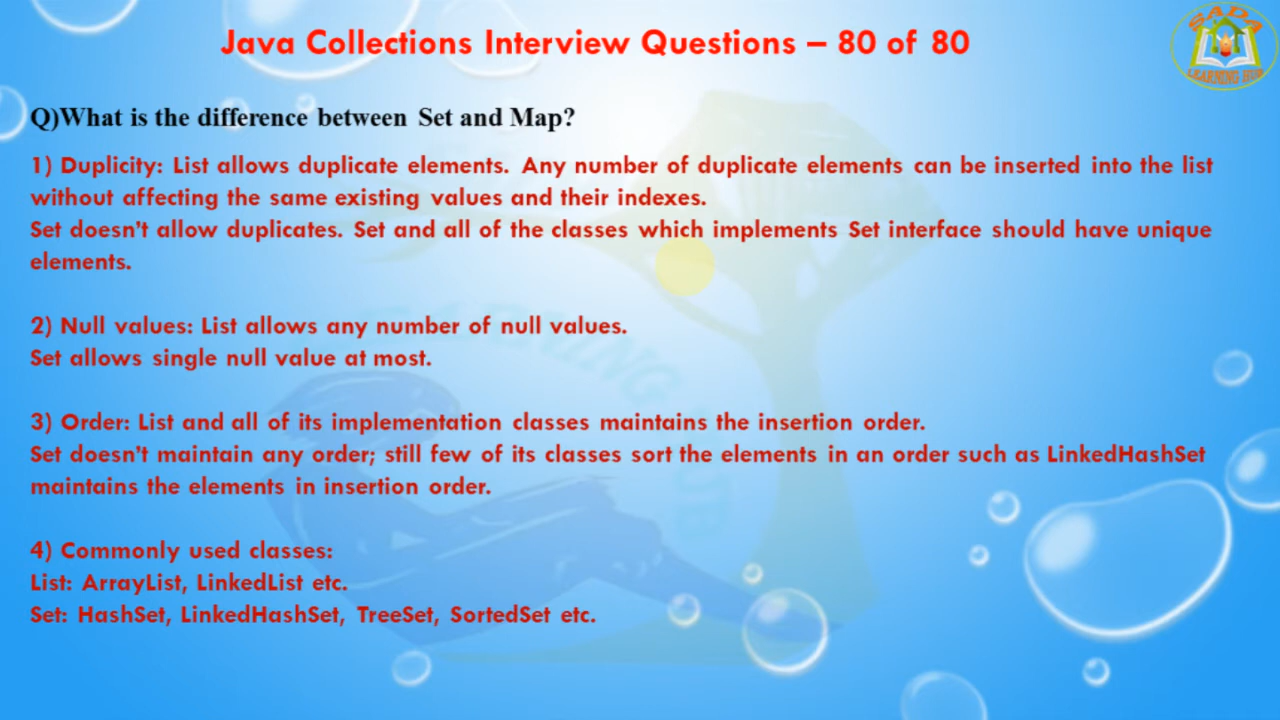 Java Collections Interview Questions – 80 of 80
SADA
LEARNING HUB
Q)What is the difference between Set and Map?
1) Duplicity: List allows duplicate elements. Any number of duplicate elements can be inserted into the list
without affecting the same existing values and their indexes.
Set doesn’t allow duplicates. Set and all of the classes which implements Set interface should have unique
elements.
2) Null values: List allows any number of null values.
Set allows single null value at most.
3) Order: List and all of its implementation classes maintains the insertion order.
Set doesn’t maintain any order; still few of its classes sort the elements in an order such as LinkedHashSet
maintains the elements in insertion order.
4) Commonly used classes:
List: ArrayList, LinkedList etc.
Set: HashSet, LinkedHashSet, TreeSet, SortedSet etc.
LEARNING HUB